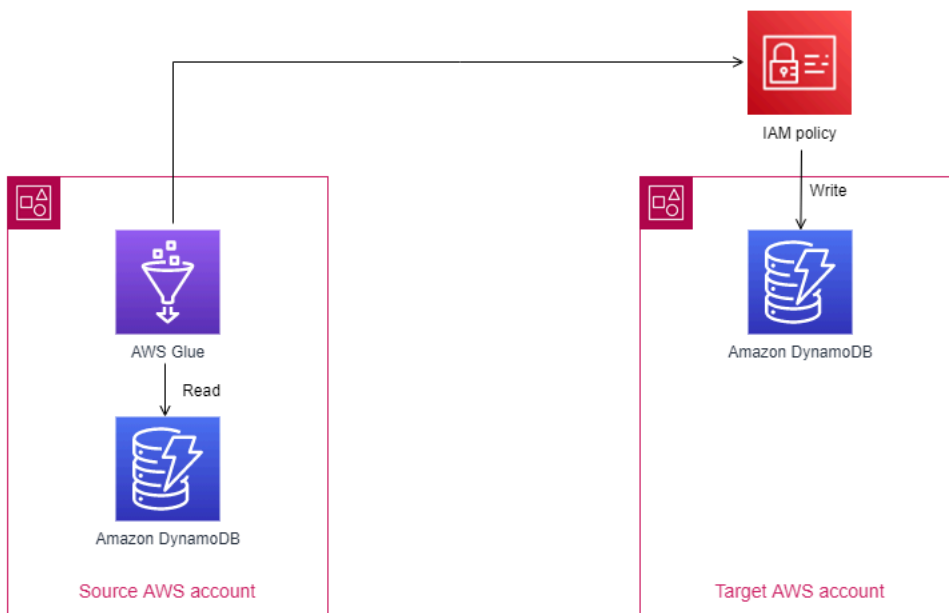 IAM policy
Write
AWS Glue
Read
Amazon DynamoDB
Source AWS account
Amazon DynamoDB
Target AWS account